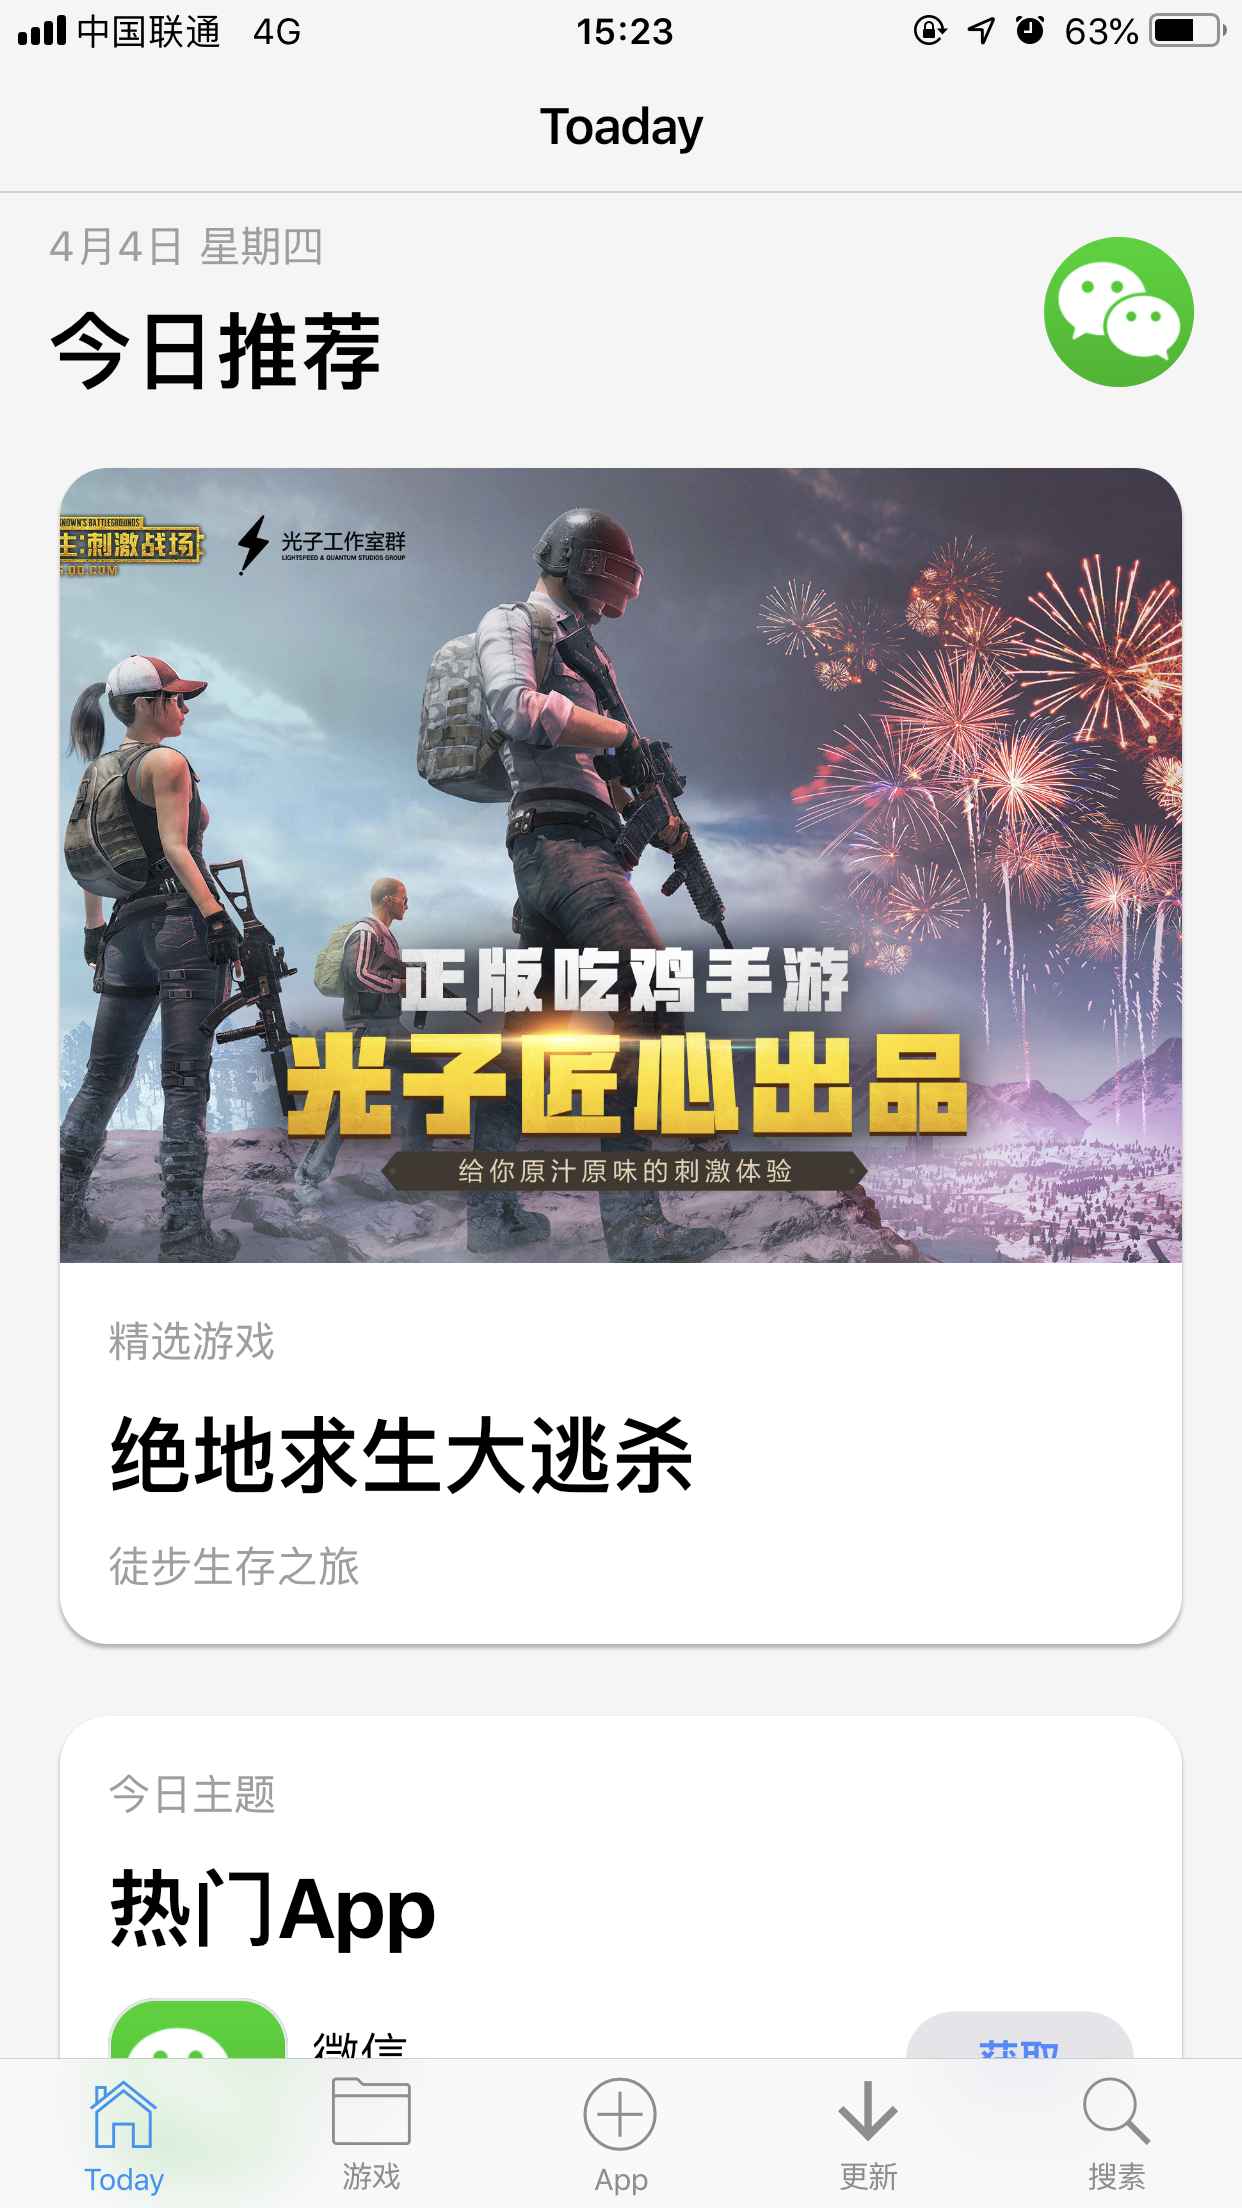 中国联通 4G 15:23 63%
Toaday
4月4日 星期四
今日推荐
NOWN'S BATTLEGROUNDS
生:刺激战场
G.QQ.COM
光子工作室群
LIGHTSPEED & QUANTUM STUDIOS GROUP
正版吃鸡手游
光子匠心出品
给你原汁原味的刺激体验
精选游戏
绝地求生大逃杀
徒步生存之旅
今日主题
热门App
微信
获取
Today 游戏 App 更新 搜素